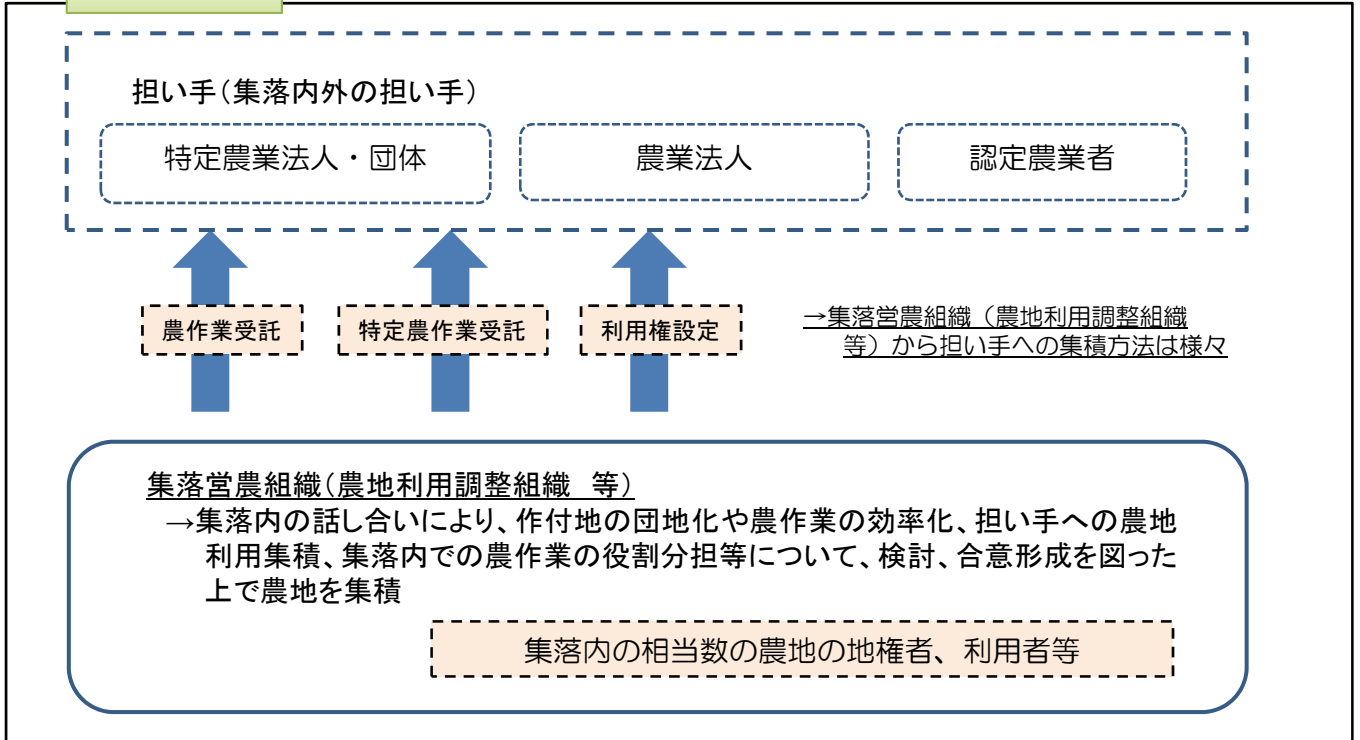 担い手(集落内外の担い手)
特定農業法人・団体
農業法人
認定農業者
農作業受託
特定農作業受託
利用権設定
→集落営農組織（農地利用調整組織
等）から担い手への集積方法は様々
集落営農組織(農地利用調整組織　等)
→集落内の話し合いにより、作付地の団地化や農作業の効率化、担い手への農地
利用集積、集落内での農作業の役割分担等について、検討、合意形成を図った
上で農地を集積
集落内の相当数の農地の地権者、利用者等